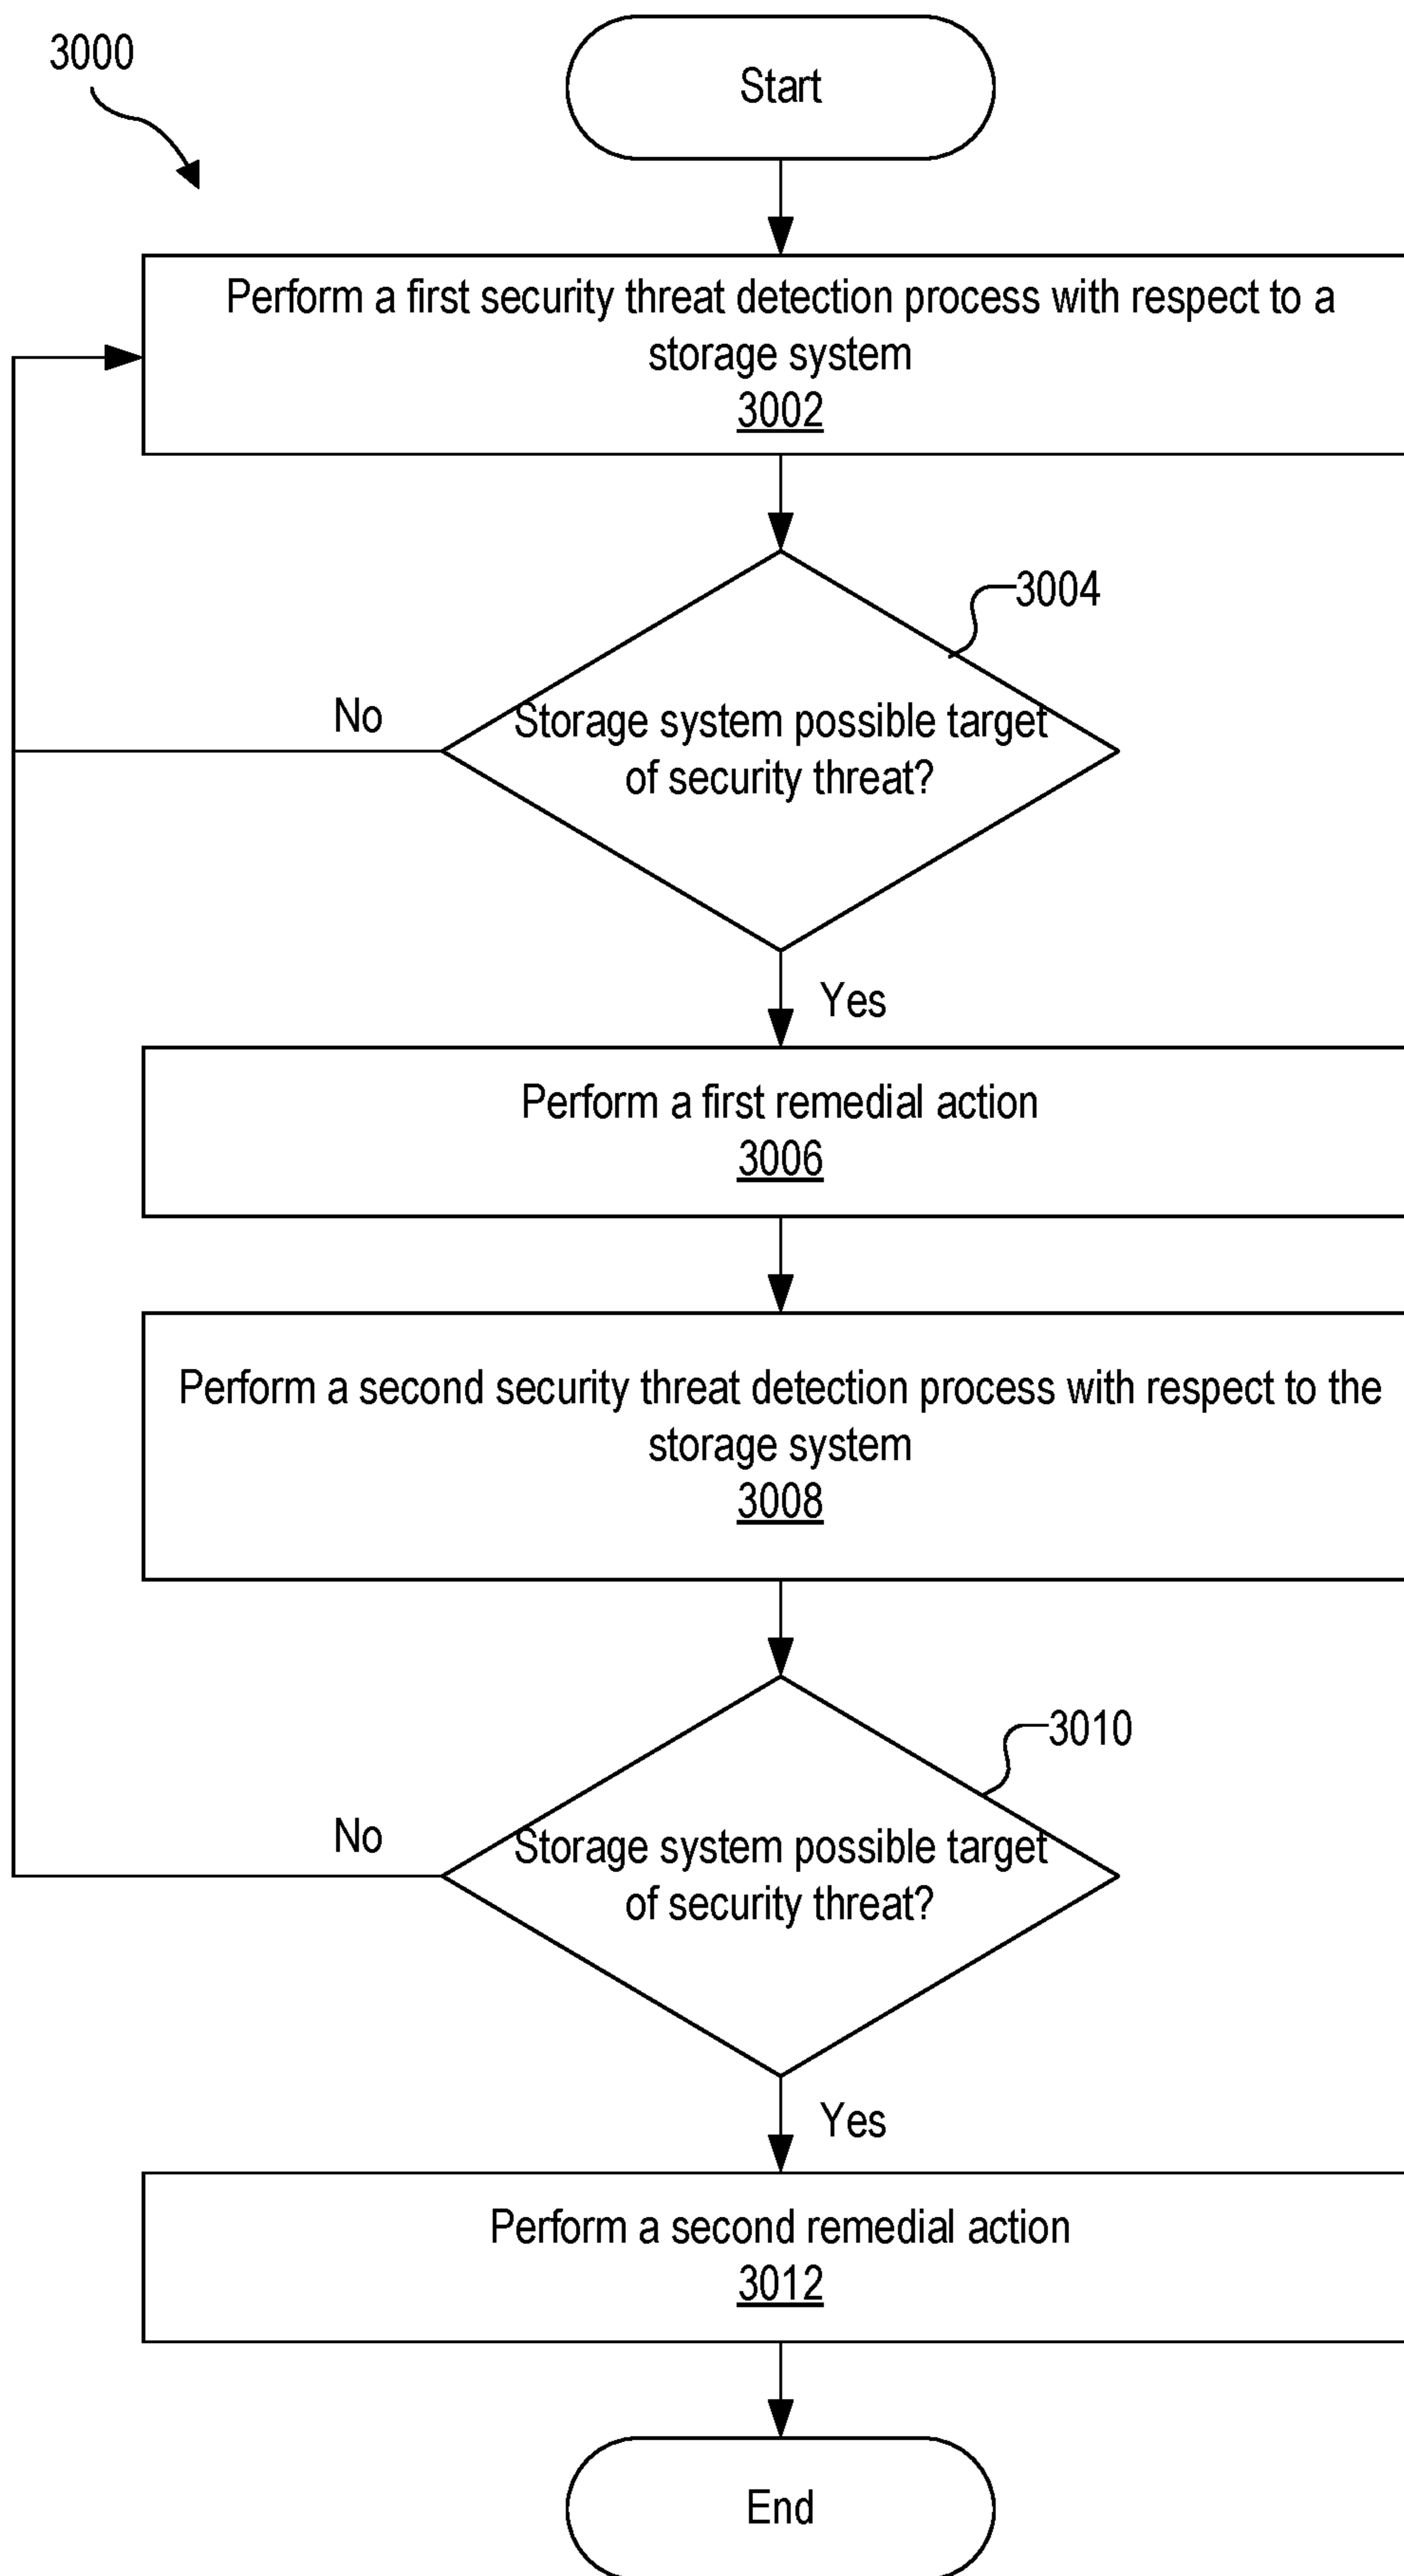 3000
Start
Perform a first security threat detection process with respect to a
storage system
3002
3004
No
Storage system possible target
of security threat?
Yes
Perform a first remedial action
3006
Perform a second security threat detection process with respect to the
storage system
3008
3010
No
Storage system possible target
of security threat?
Yes
Perform a second remedial action
3012
End